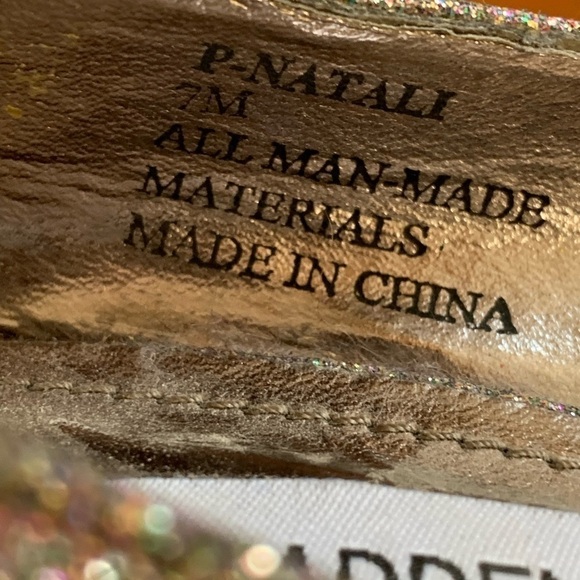 P-NATALI
7M
ALL MAN-MADE
MATERIALS
MADE IN CHINA